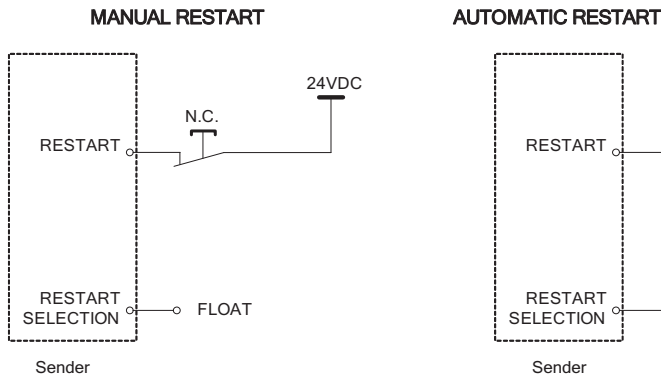 MANUAL RESTART
24VDC
N.C.
RESTART
RESTART
SELECTION
FLOAT
Sender
AUTOMATIC RESTART
RESTART
RESTART
SELECTION
Sender